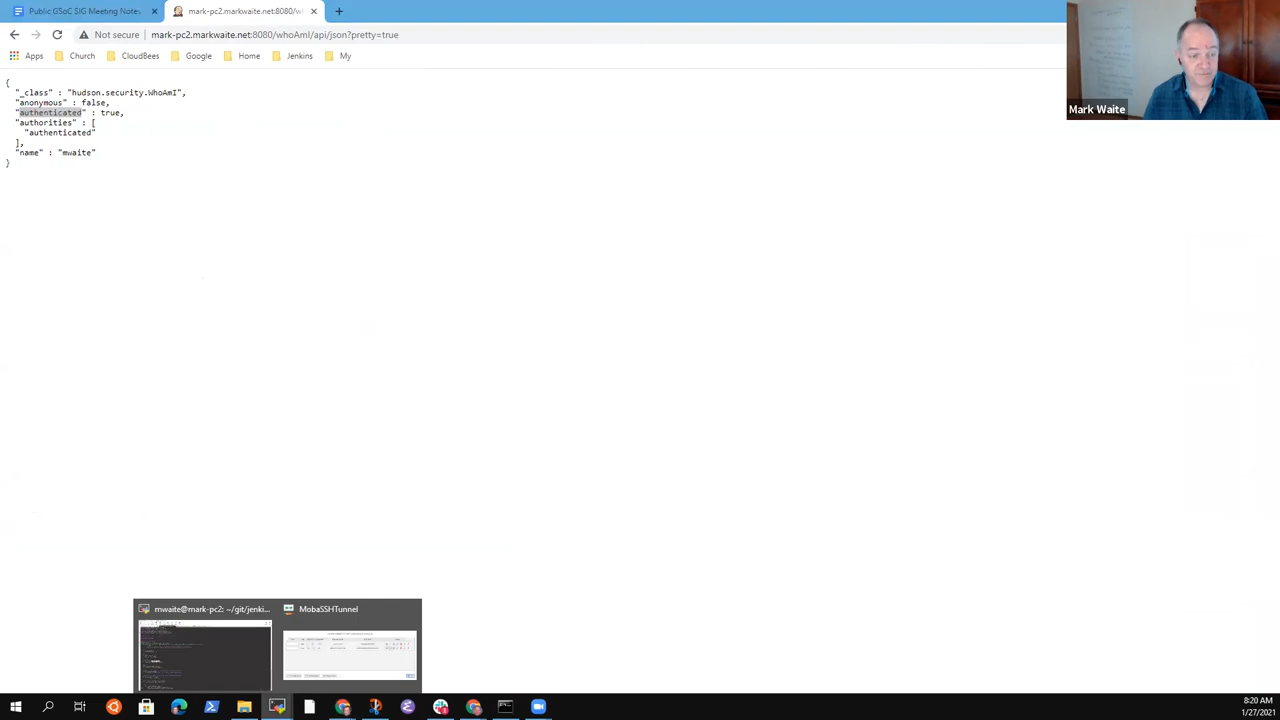 Public GSoC SIG Meeting Notes
mark-pc2.markwaite.net:8080/wh
Not secure
mark-pc2.markwaite.net:8080/whoAmI/api/json?pretty=true
Apps
Church
CloudBees
Google
Home
Jenkins
My
{
"_class" : "hudson.security.WhoAmI",
"anonymous" : false,
"authenticated" : true,
"authorities" : [
"authenticated"
],
"name" : "mwaite"
}
Mark Waite
mwaite@mark-pc2: ~/git/jenki...
MobaSSHTunnel
8:20 AM
1/27/2021